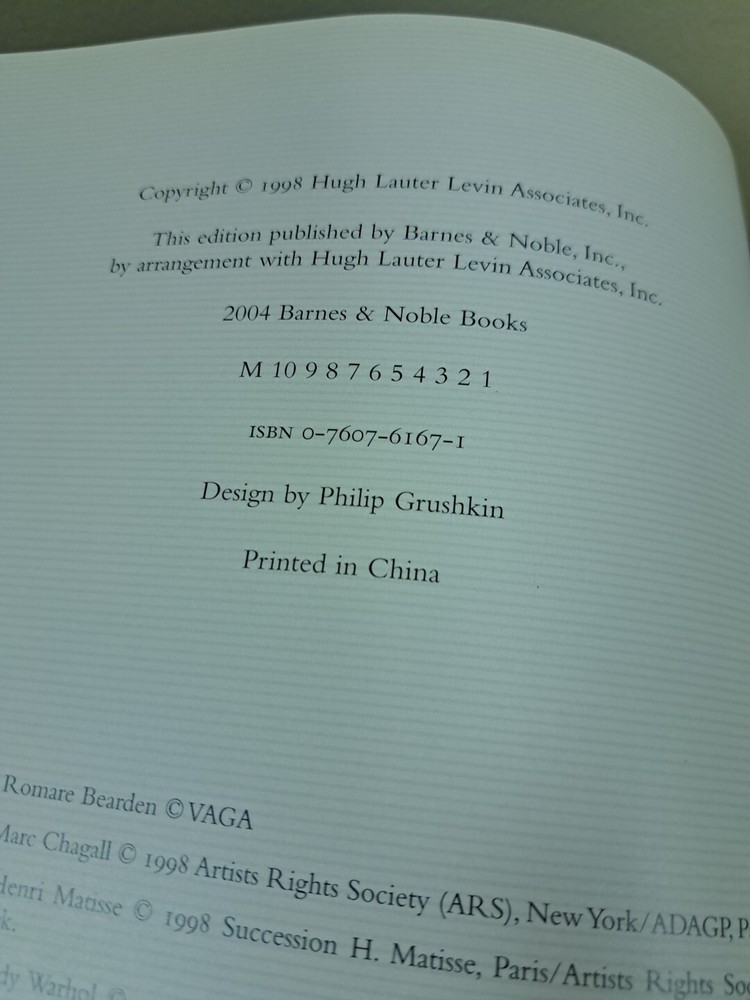 Copyright © 1998 Hugh Lauter Levin Associates, Inc.
This edition published by Barnes & Noble, Inc.,
by arrangement with Hugh Lauter Levin Associates, Inc.
2004 Barnes & Noble Books
M 10 9 8 7 6 5 4 3 2 1
ISBN 0-7607-6167-1
Design by Philip Grushkin
Printed in China
Romare Bearden © VAGA
Marc Chagall © 1998 Artists Rights Society (ARS), New York/ADAGP, P
Henri Matisse © 1998 Succession H. Matisse, Paris/Artists Rights Soc
k.
dy Warhol ©